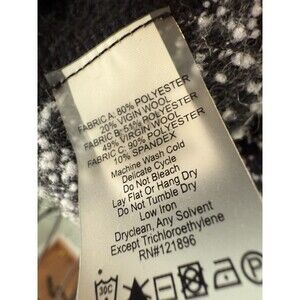 FABRIC A: 80% POLYESTER
20% VIGIN WOOL
FABRIC B: 51% POLYESTER
49% VIRGIN WOOL
FABRIC C: 90% POLYESTER
10% SPANDEX
Machine Wash Cold
Delicate Cycle
Do Not Bleach
Lay Flat Or Hang Dry
Do Not Tumble Dry
Low Iron
Dryclean, Any Solvent
Except Trichloroethylene
RN#121896
30C